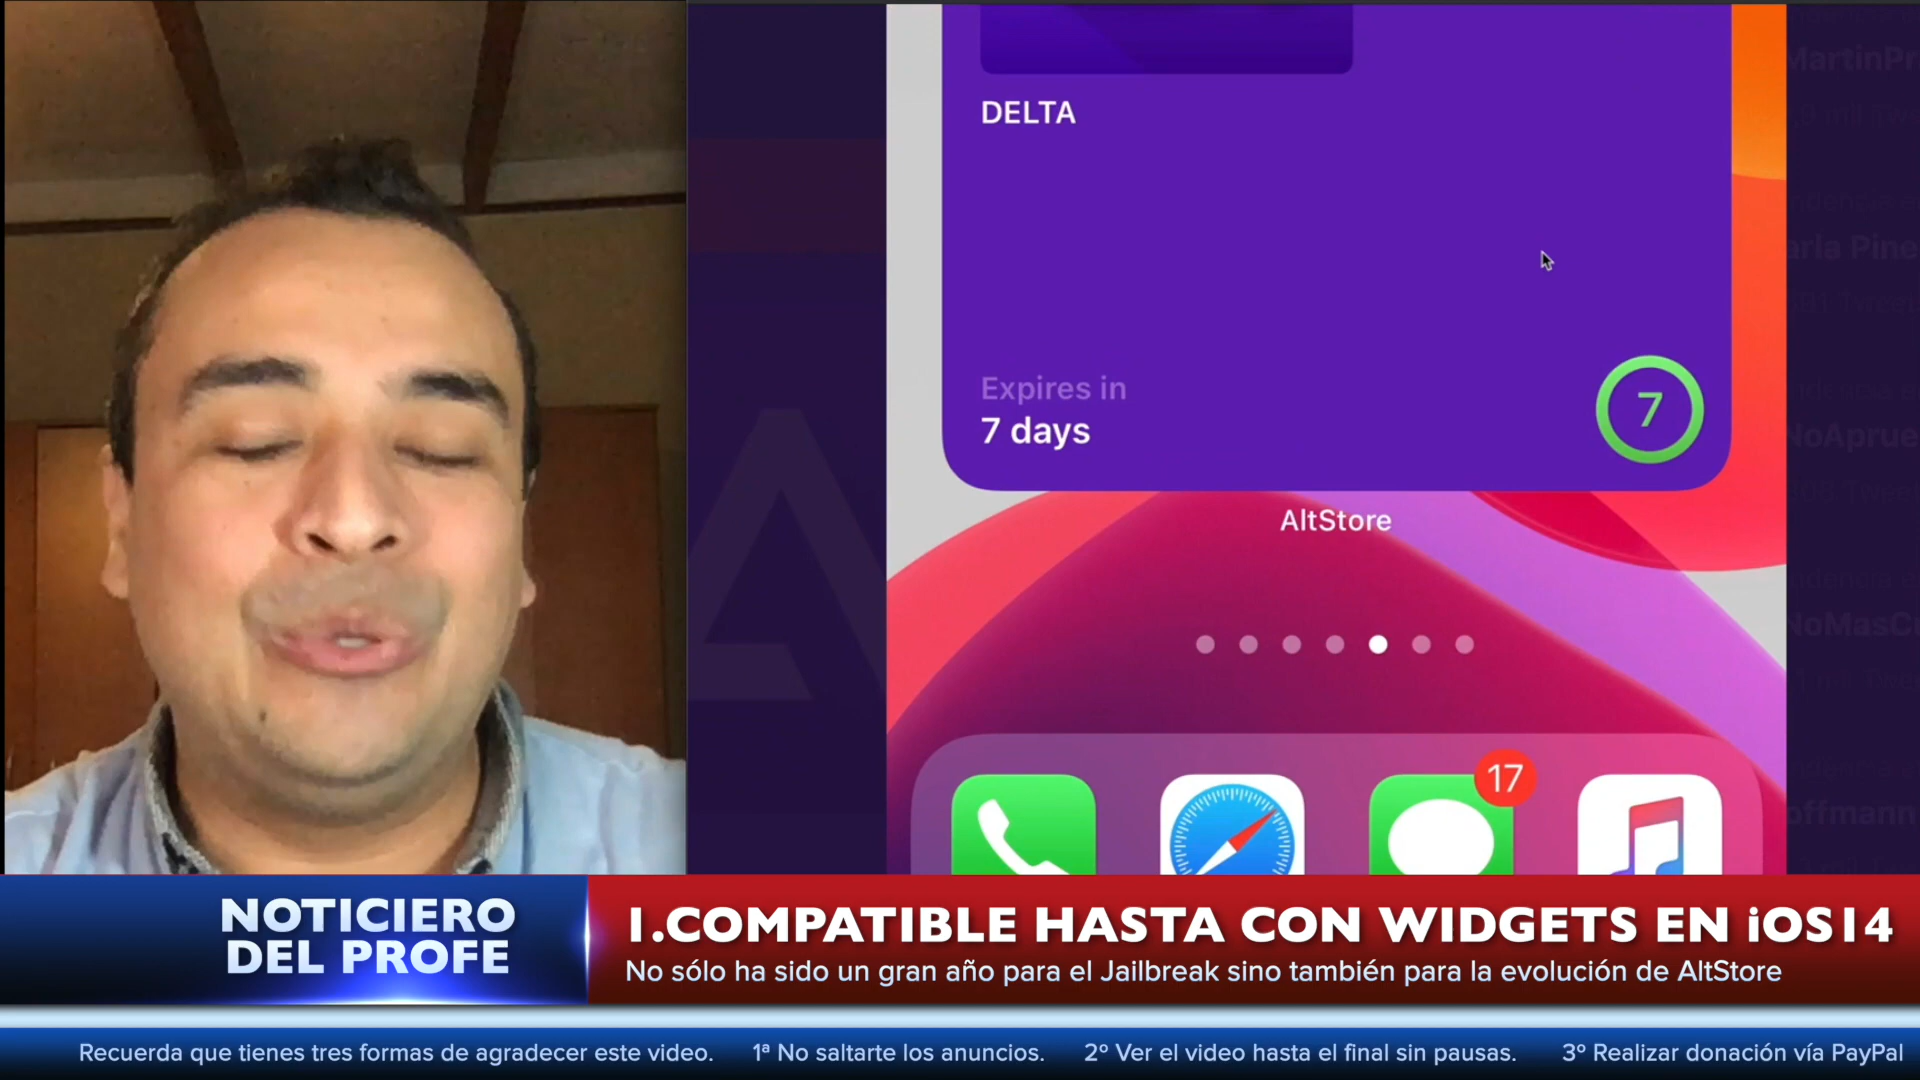 DELTA
Expires in
7 days
7
AltStore
17
NOTICIERO
DEL PROFE
1.COMPATIBLE HASTA CON WIDGETS EN iOS14
No sólo ha sido un gran año para el Jailbreak sino también para la evolución de AltStore
Recuerda que tienes tres formas de agradecer este video. 1ª No saltarte los anuncios. 2º Ver el video hasta el final sin pausas. 3º Realizar donación vía PayPal